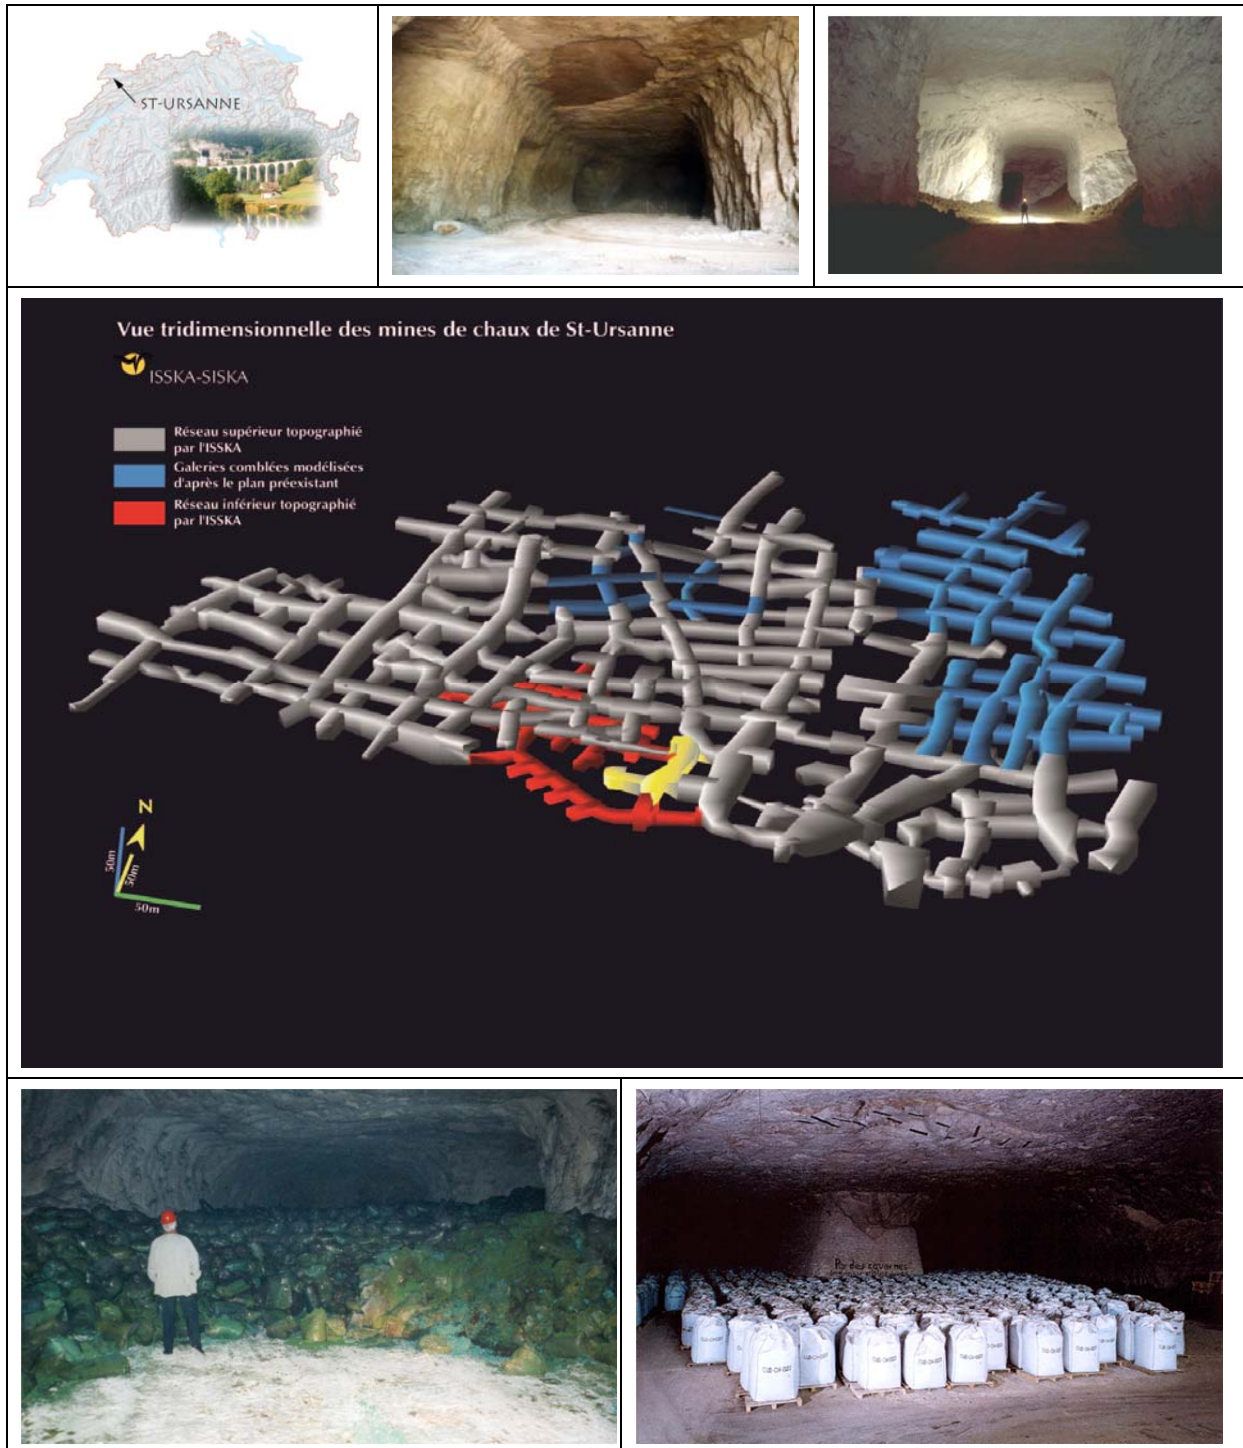 ST-URSANNE
Vue tridimensionnelle des mines de chaux de St-Ursanne
ISSKA-SISKA
Réseau supérieur topographié
par l'ISSKA
Galeries comblées modélisées
d'après le plan préexistant
Réseau inférieur topographié
par l'ISSKA
N
50m
50m
50m